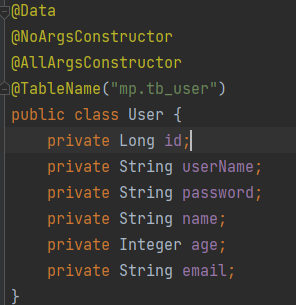 @Data
@NoArgsConstructor
@AllArgsConstructor
@TableName("mp.tb_user")
public class User {
    private Long id;
    private String userName;
    private String password;
    private String name;
    private Integer age;
    private String email;
}